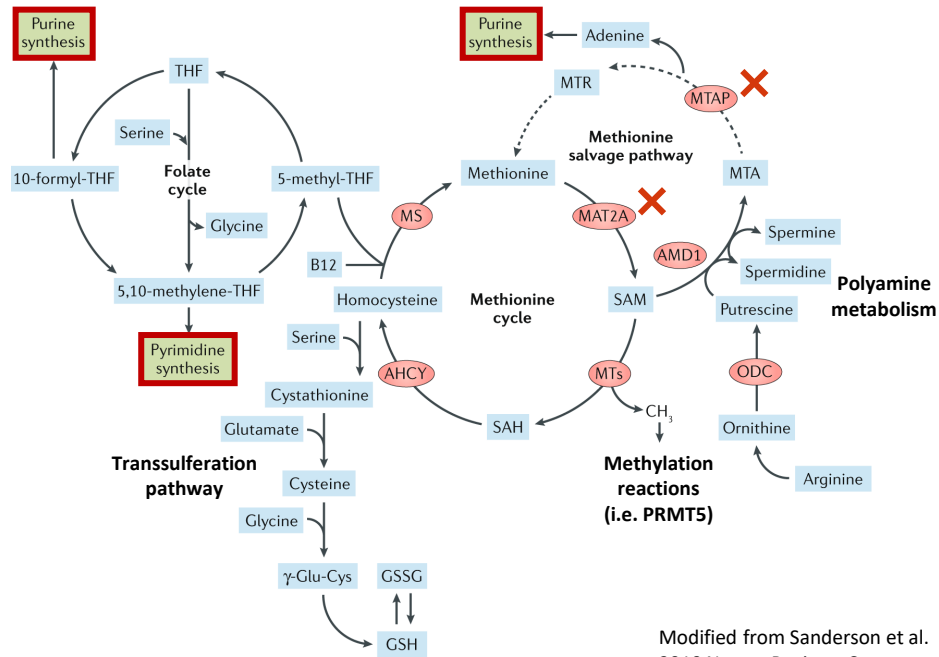 Purine
synthesis
Purine
synthesis
Adenine
THF
MTR
MTAP
Serine
Methionine
salvage pathway
10-formyl-THF
Folate
cycle
5-methyl-THF
Methionine
MTA
MS
MAT2A
Glycine
Spermine
B12
AMD1
Spermidine
5,10-methylene-THF
Homocysteine
Methionine
cycle
SAM
Putrescine
Polyamine
metabolism
Serine
Pyrimidine
synthesis
AHCY
MTs
ODC
Cystathionine
CH3
SAH
Ornithine
Glutamate
Transsulferation
pathway
Methylation
reactions
(i.e. PRMT5)
Cysteine
Arginine
Glycine
γ-Glu-Cys
GSSG
GSH
Modified from Sanderson et al.